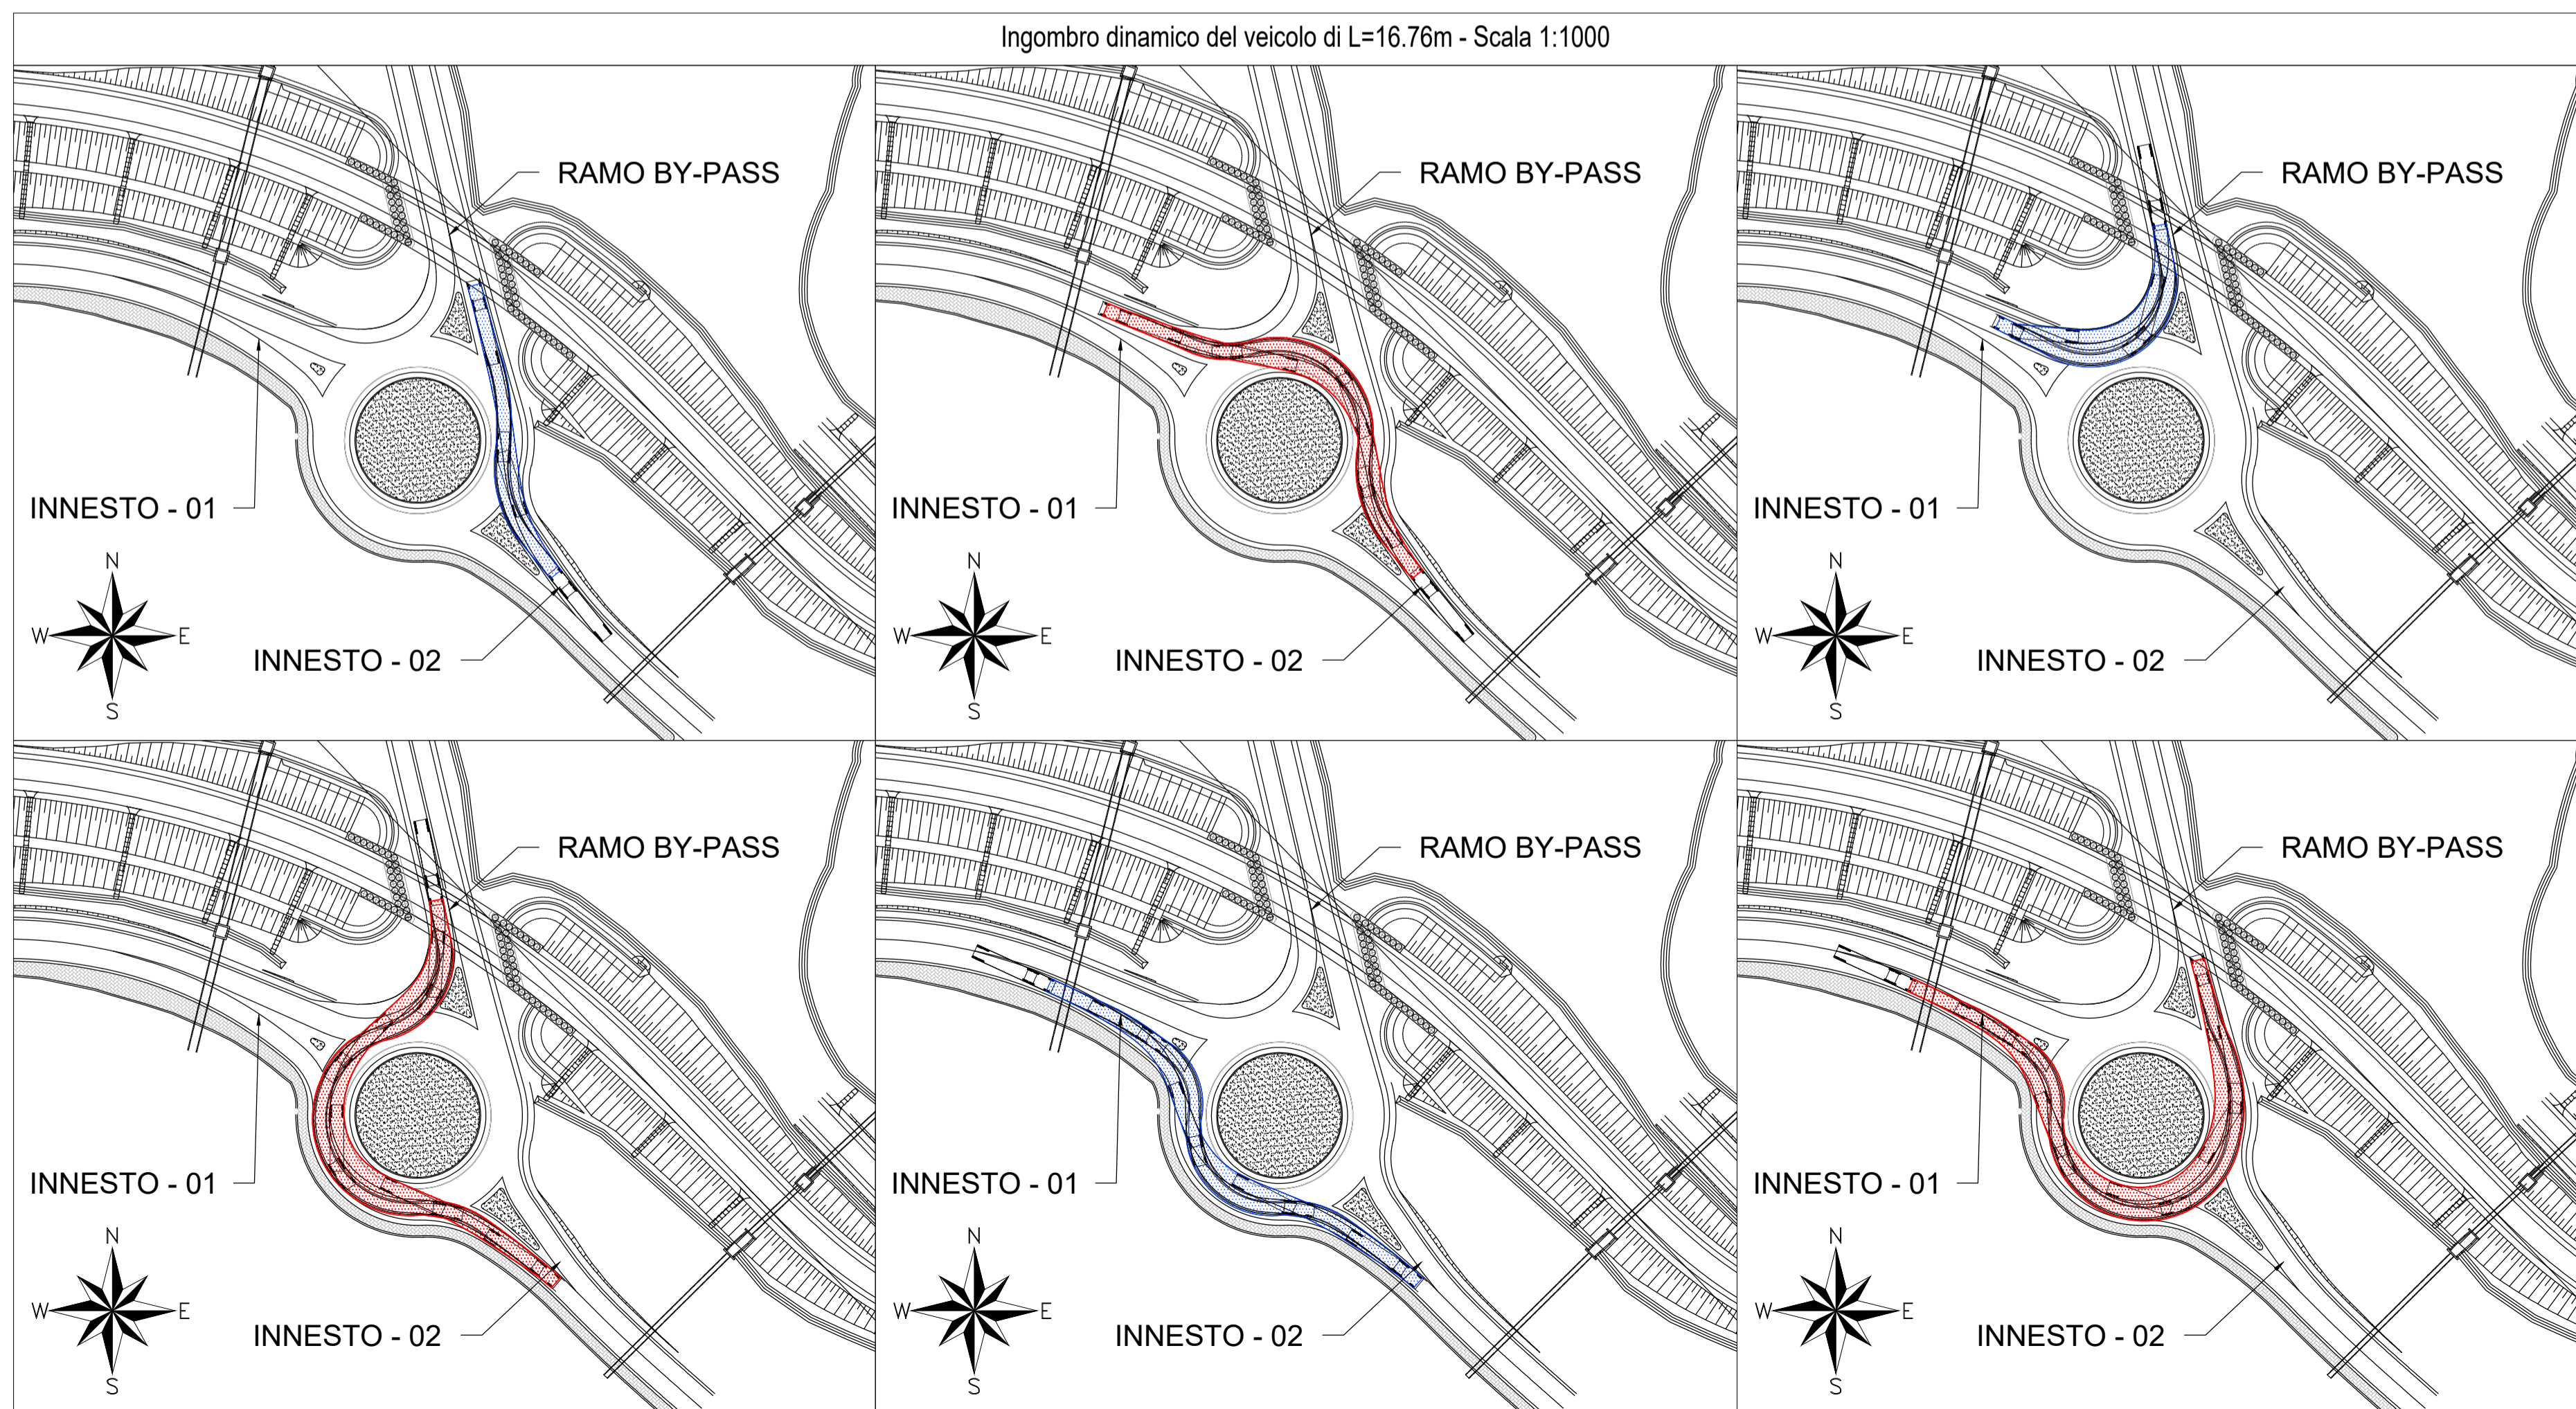 Ingombro dinamico del veicolo di L=16.76m - Scala 1:1000
RAMO BY-PASS
INNESTO - 01
N
W
E
S
INNESTO - 02
RAMO BY-PASS
INNESTO - 01
N
W
E
S
INNESTO - 02
RAMO BY-PASS
INNESTO - 01
N
W
E
S
INNESTO - 02
RAMO BY-PASS
INNESTO - 01
N
W
E
S
INNESTO - 02
RAMO BY-PASS
INNESTO - 01
N
W
E
S
INNESTO - 02
RAMO BY-PASS
INNESTO - 01
N
W
E
S
INNESTO - 02